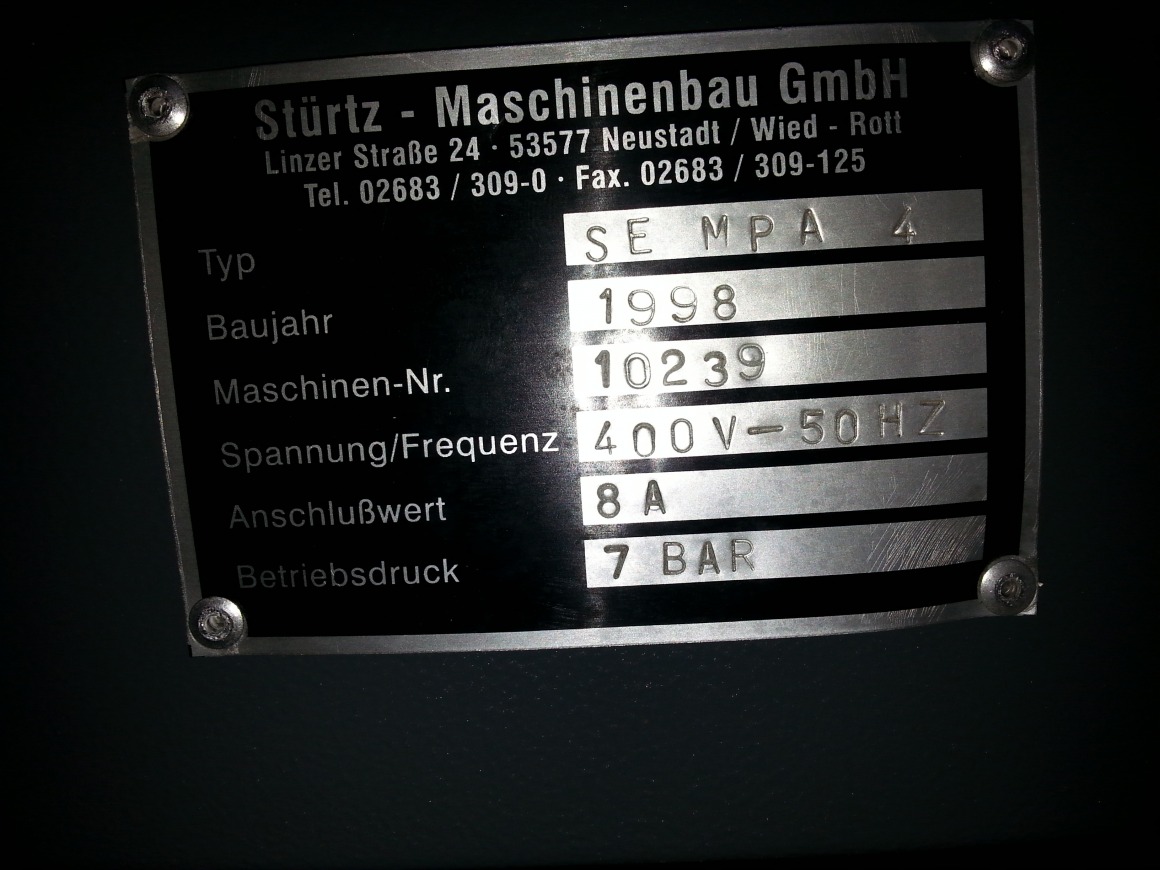 Stürtz - Maschinenbau GmbH
Linzer Straße 24 · 53577 Neustadt / Wied - Rott
Tel. 02683 / 309-0 · Fax. 02683 / 309-125
Typ SE MPA 4
Baujahr 1998
Maschinen-Nr. 10239
Spannung/Frequenz 400V-50HZ
Anschlußwert 8A
Betriebsdruck 7 BAR